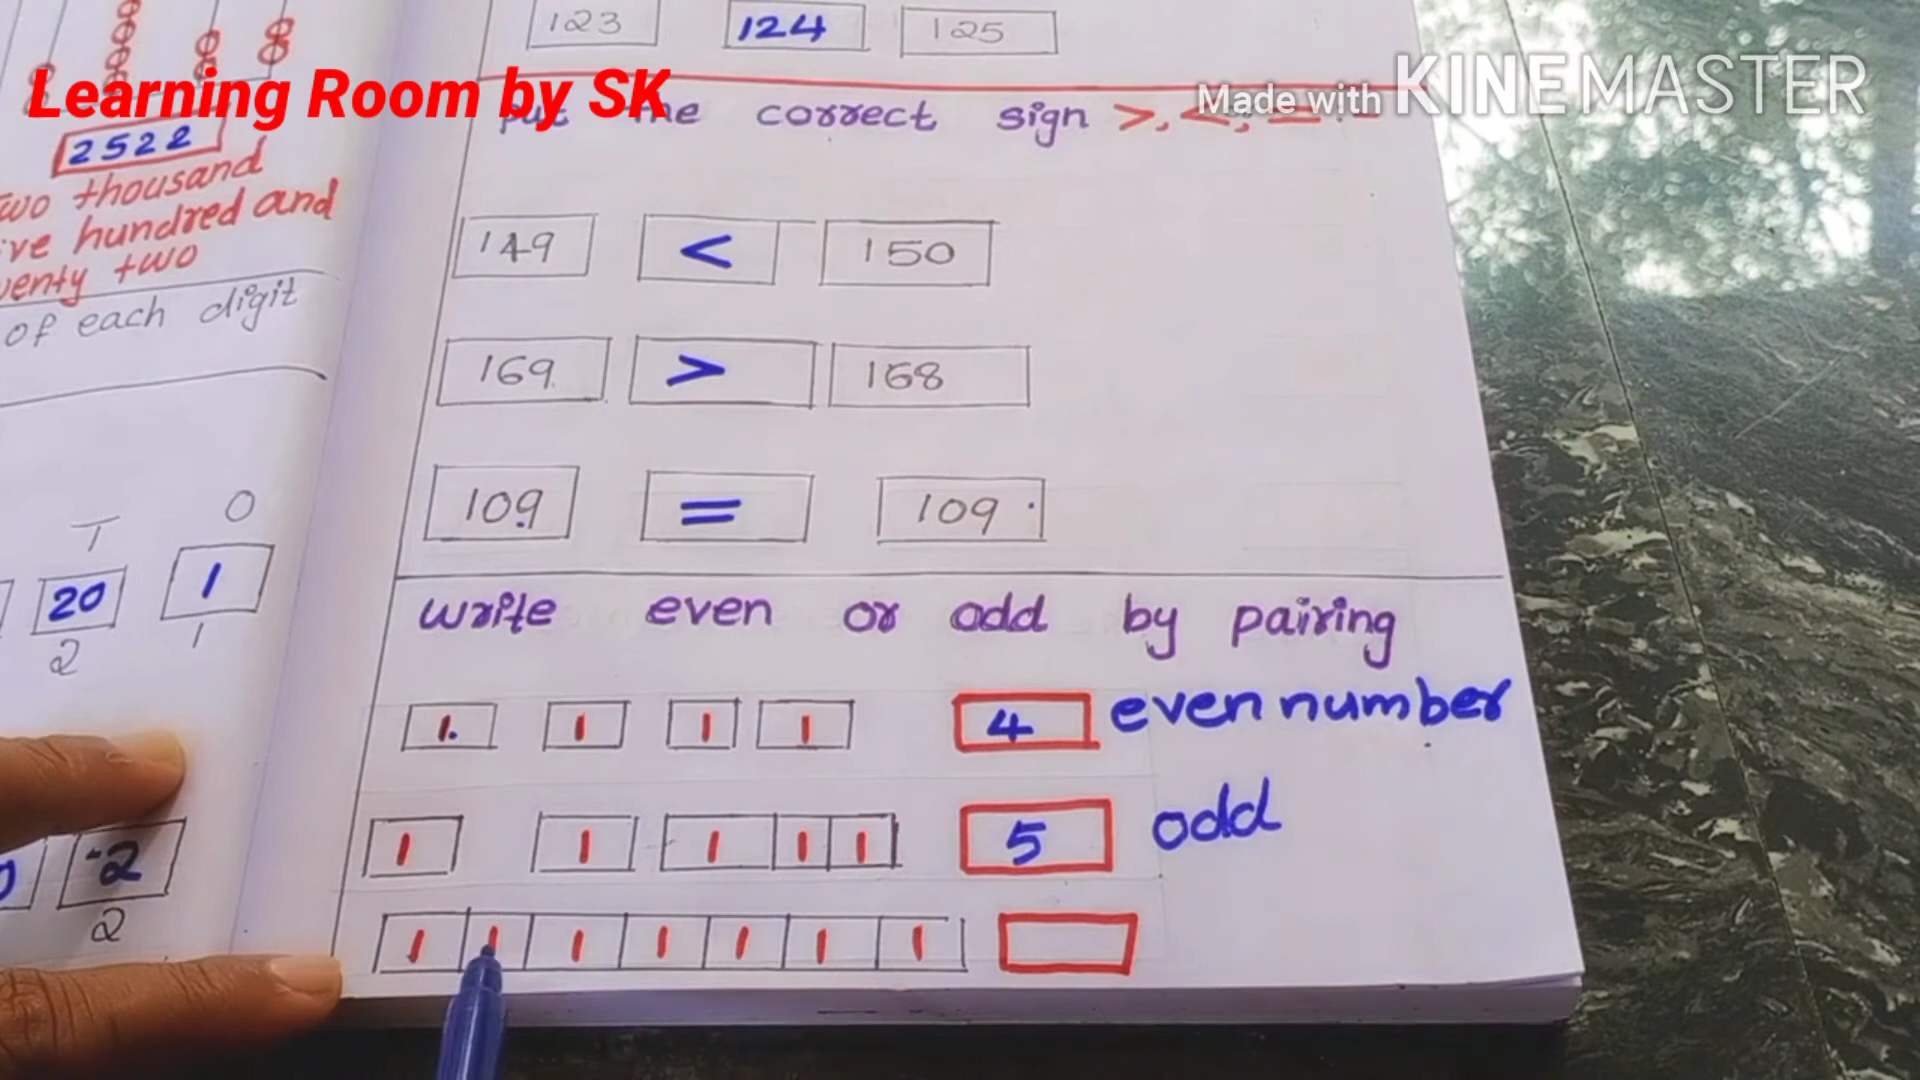 123 124 125
Learning Room by SK
Made with KINEMASTER
put the correct sign >, <, =
2522
Two thousand
five hundred and
twenty two
of each digit
149 < 150
169 > 168
109 = 109
T O
20 1
2 1
2
2
write even or odd by pairing
1 1 1 1 4 even number
1 1 1 1 1 5 odd
1 1 1 1 1 1 1